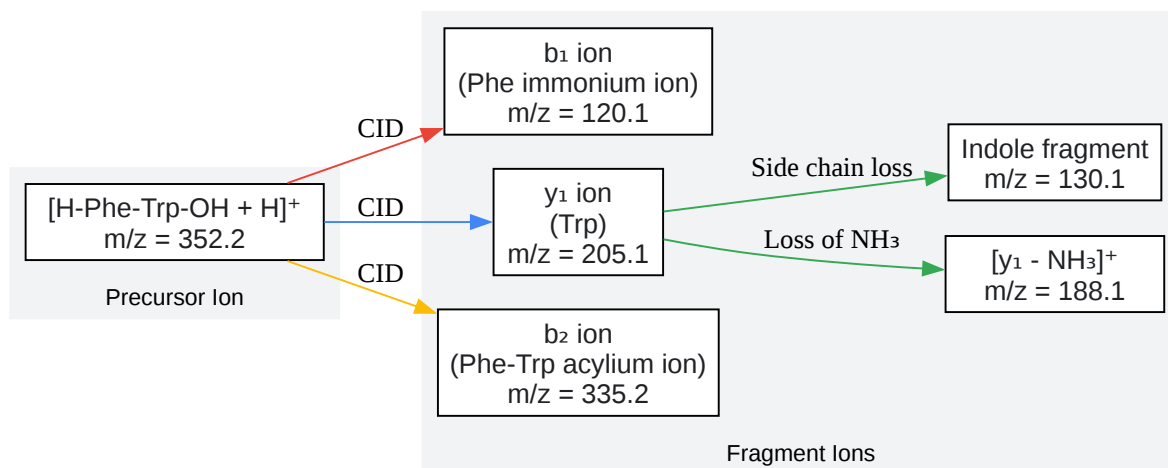 [H-Phe-Trp-OH + H]⁺
m/z = 352.2
Precursor Ion
CID
CID
CID
b₁ ion
(Phe immonium ion)
m/z = 120.1
y₁ ion
(Trp)
m/z = 205.1
b₂ ion
(Phe-Trp acylium ion)
m/z = 335.2
Side chain loss
Loss of NH₃
Indole fragment
m/z = 130.1
[y₁ - NH₃]⁺
m/z = 188.1
Fragment Ions